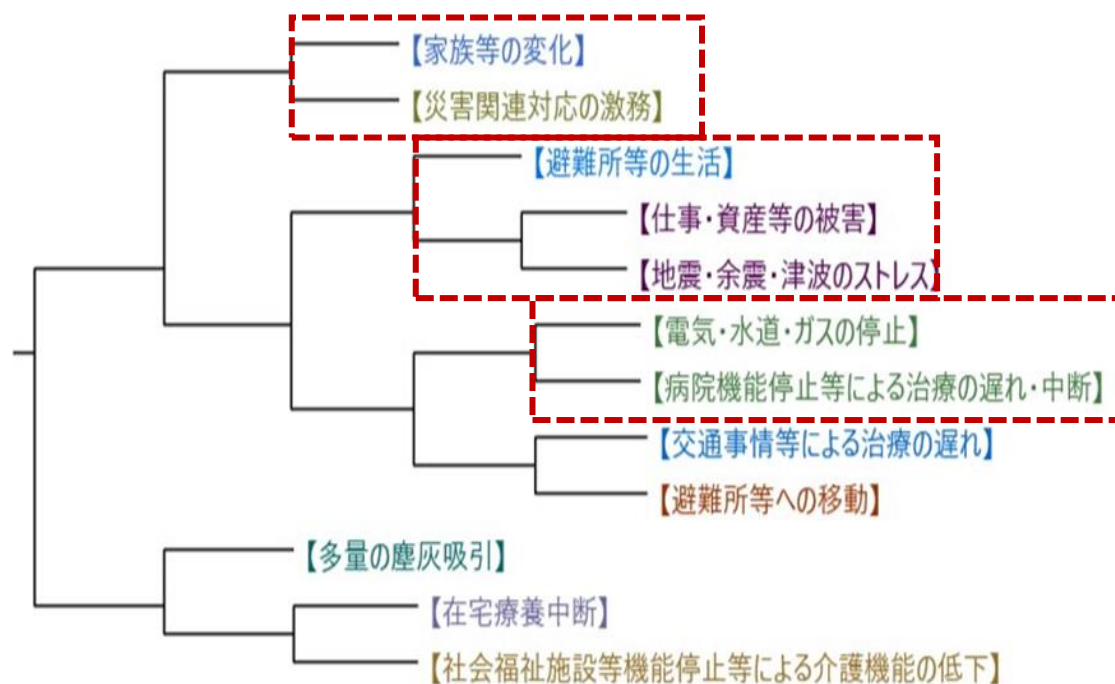 【家族等の変化】
【災害関連対応の激務】
【避難所等の生活】
【仕事・資産等の被害】
【地震・余震・津波のストレス】
【電気・水道・ガスの停止】
【病院機能停止等による治療の遅れ・中断】
【交通事情等による治療の遅れ】
【避難所等への移動】
【多量の塵灰吸引】
【在宅療養中断】
【社会福祉施設等機能停止等による介護機能の低下】